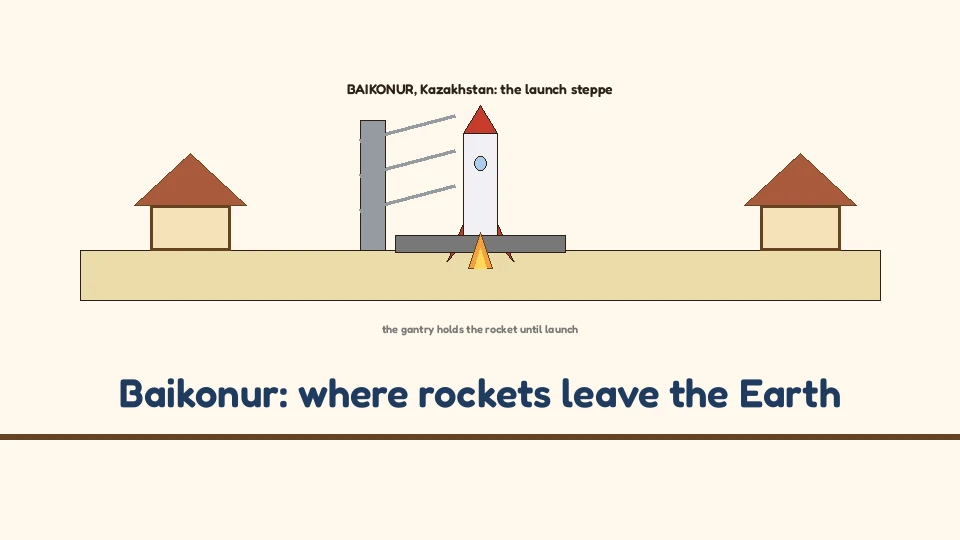 BAIKONUR, Kazakhstan: the launch steppe
the gantry holds the rocket until launch
Baikonur: where rockets leave the Earth